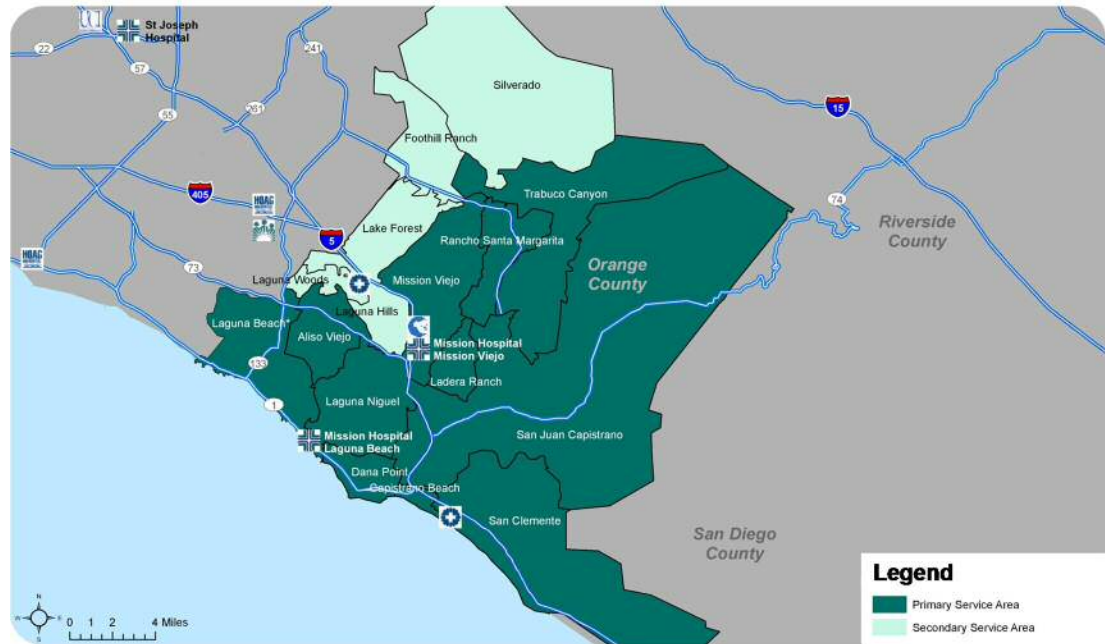 St Joseph
Hospital
22
57
241
55
261
405
HOAG
5
HOAG
73
133
1
15
74
Silverado
Foothill Ranch
Trabuco Canyon
Lake Forest
Rancho Santa Margarita
Riverside
County
Orange
County
Laguna Woods
Mission Viejo
Laguna Hills
Laguna Beach*
Aliso Viejo
Mission Hospital
Mission Viejo
Ladera Ranch
Laguna Niguel
San Juan Capistrano
Mission Hospital
Laguna Beach
Dana Point
Capistrano Beach
San Clemente
San Diego
County
Legend
Primary Service Area
Secondary Service Area
N
W
E
S
0 1 2 4 Miles